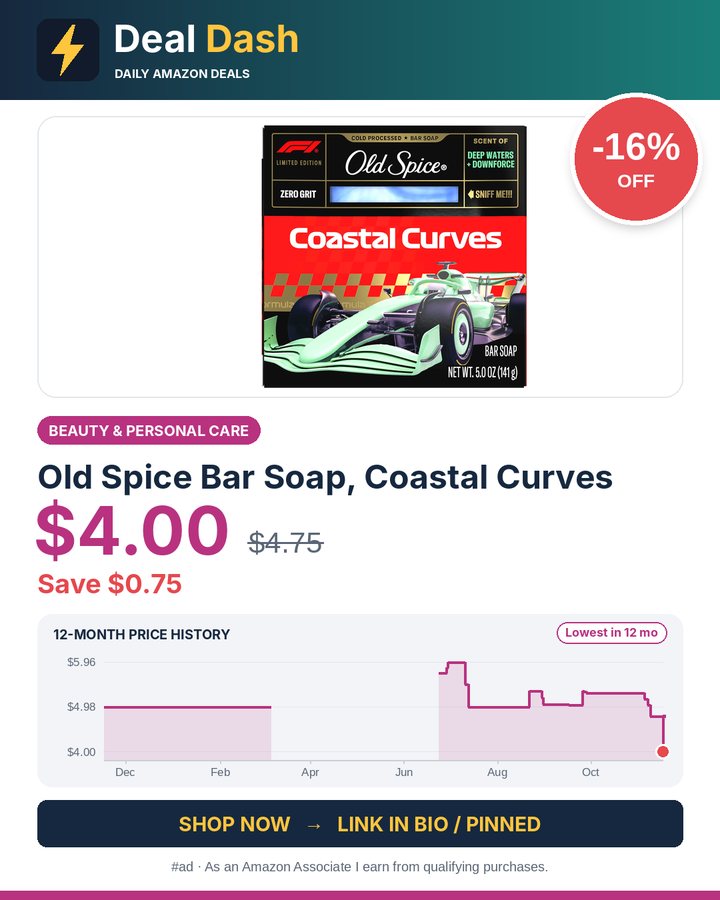 Deal Dash
DAILY AMAZON DEALS
-16%
OFF
COLD PROCESSED • BAR SOAP
F1
LIMITED EDITION
Old Spice®
SCENT OF
DEEP WATERS
+ DOWNFORCE
ZERO GRIT
SNIFF ME!!!
Coastal Curves
BAR SOAP
NET WT. 5.0 OZ (141 g)
BEAUTY & PERSONAL CARE
Old Spice Bar Soap, Coastal Curves
$4.00 $4.75
Save $0.75
12-MONTH PRICE HISTORY
Lowest in 12 mo
$5.96
$4.98
$4.00
Dec Feb Apr Jun Aug Oct
SHOP NOW → LINK IN BIO / PINNED
#ad · As an Amazon Associate I earn from qualifying purchases.